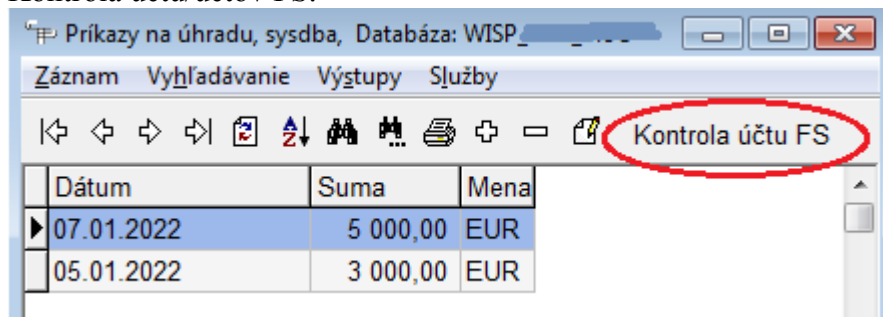 Príkazy na úhradu, sysdba, Databáza: WISP_
Záznam Vyhľadávanie Výstupy Služby
Kontrola účtu FS
Dátum Suma Mena
07.01.2022 5 000,00 EUR
05.01.2022 3 000,00 EUR